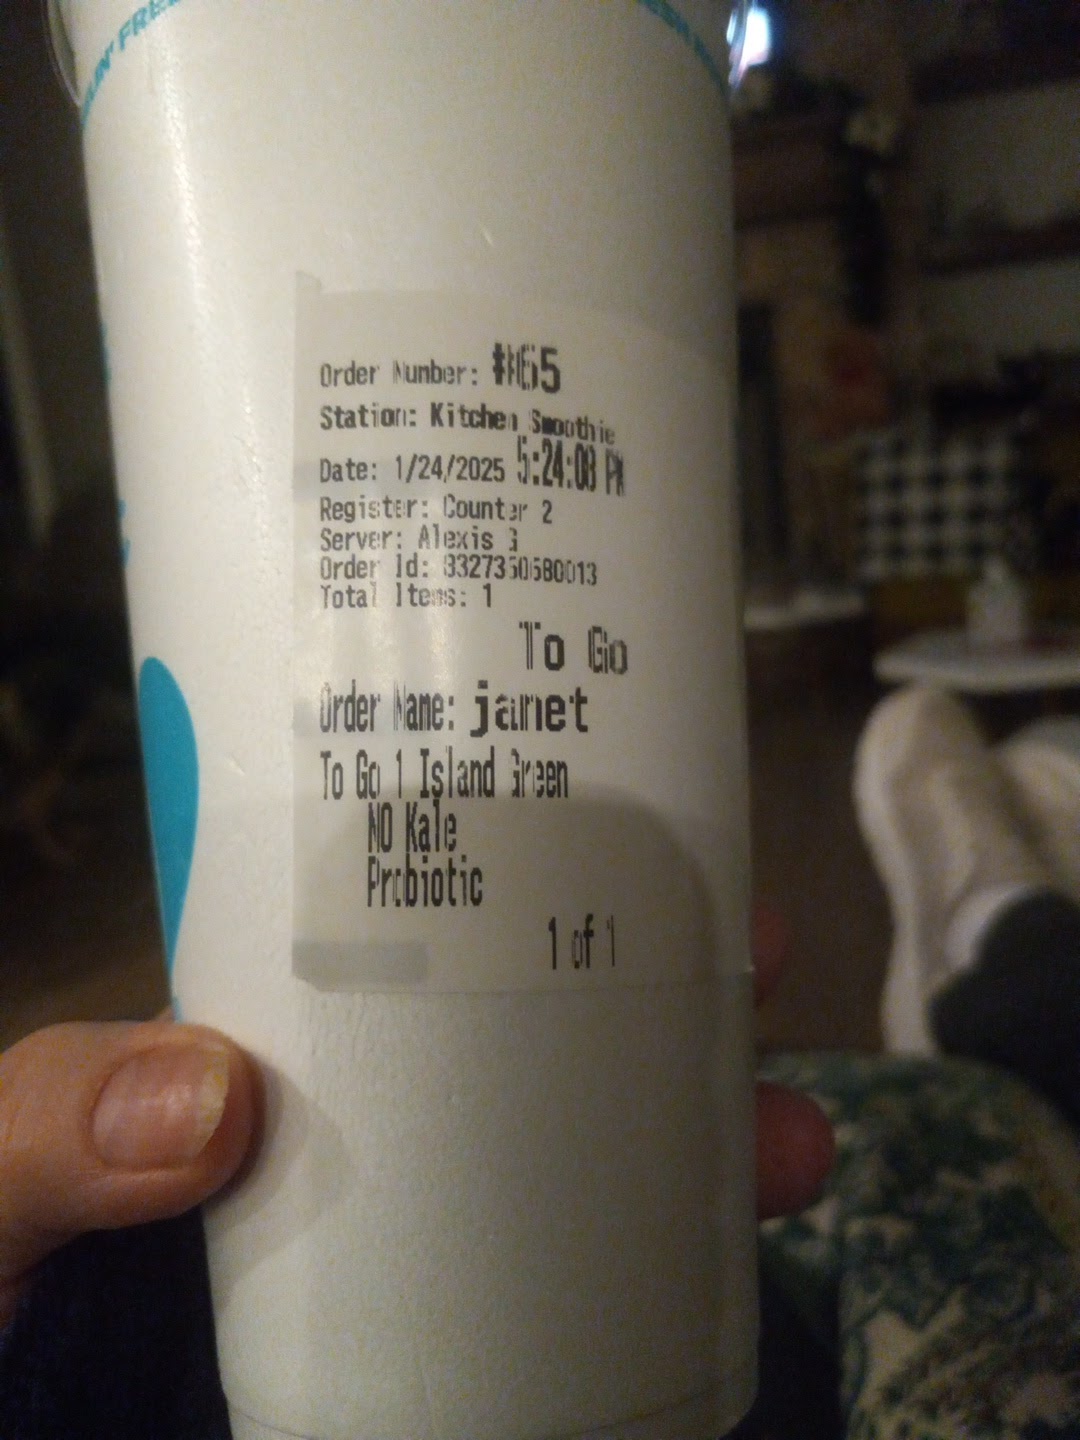 Order Number: #65
Station: Kitchen Smoothie
Date: 1/24/2025 5:24:08 PM
Register: Counter 2
Server: Alexis G
Order Id: 3327350680013
Total Items: 1
To Go
Order Name: janet
To Go 1 Island Green
NO Kale
Probiotic
1 of 1